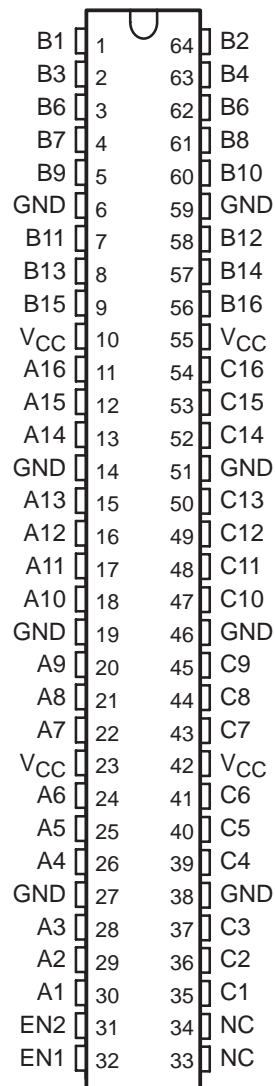 B1 1 64 B2
B3 2 63 B4
B6 3 62 B6
B7 4 61 B8
B9 5 60 B10
GND 6 59 GND
B11 7 58 B12
B13 8 57 B14
B15 9 56 B16
VCC 10 55 VCC
A16 11 54 C16
A15 12 53 C15
A14 13 52 C14
GND 14 51 GND
A13 15 50 C13
A12 16 49 C12
A11 17 48 C11
A10 18 47 C10
GND 19 46 GND
A9 20 45 C9
A8 21 44 C8
A7 22 43 C7
VCC 23 42 VCC
A6 24 41 C6
A5 25 40 C5
A4 26 39 C4
GND 27 38 GND
A3 28 37 C3
A2 29 36 C2
A1 30 35 C1
EN2 31 34 NC
EN1 32 33 NC